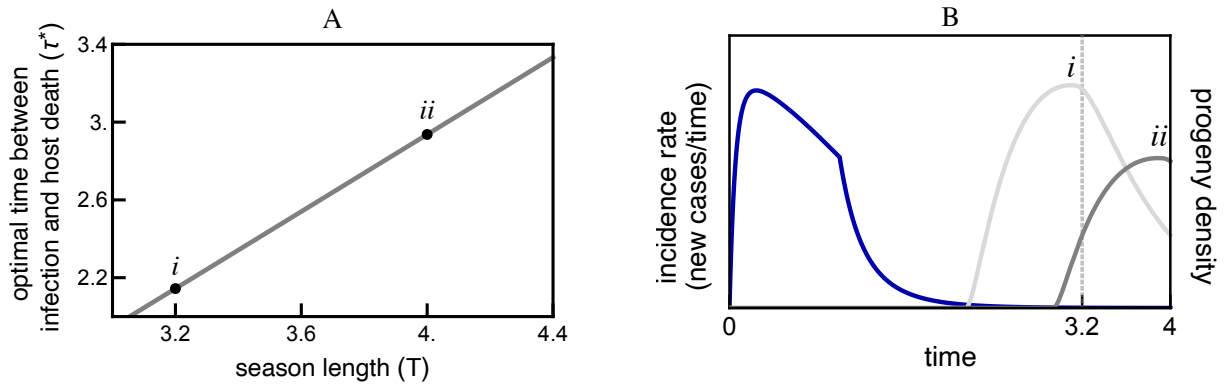 A
optimal time between
infection and host death (τ*)
3.4
3.
2.6
2.2
i
ii
3.2
3.6
4.
4.4
season length (T)
B
incidence rate
(new cases/time)
i
ii
progeny density
0
3.2
4
time